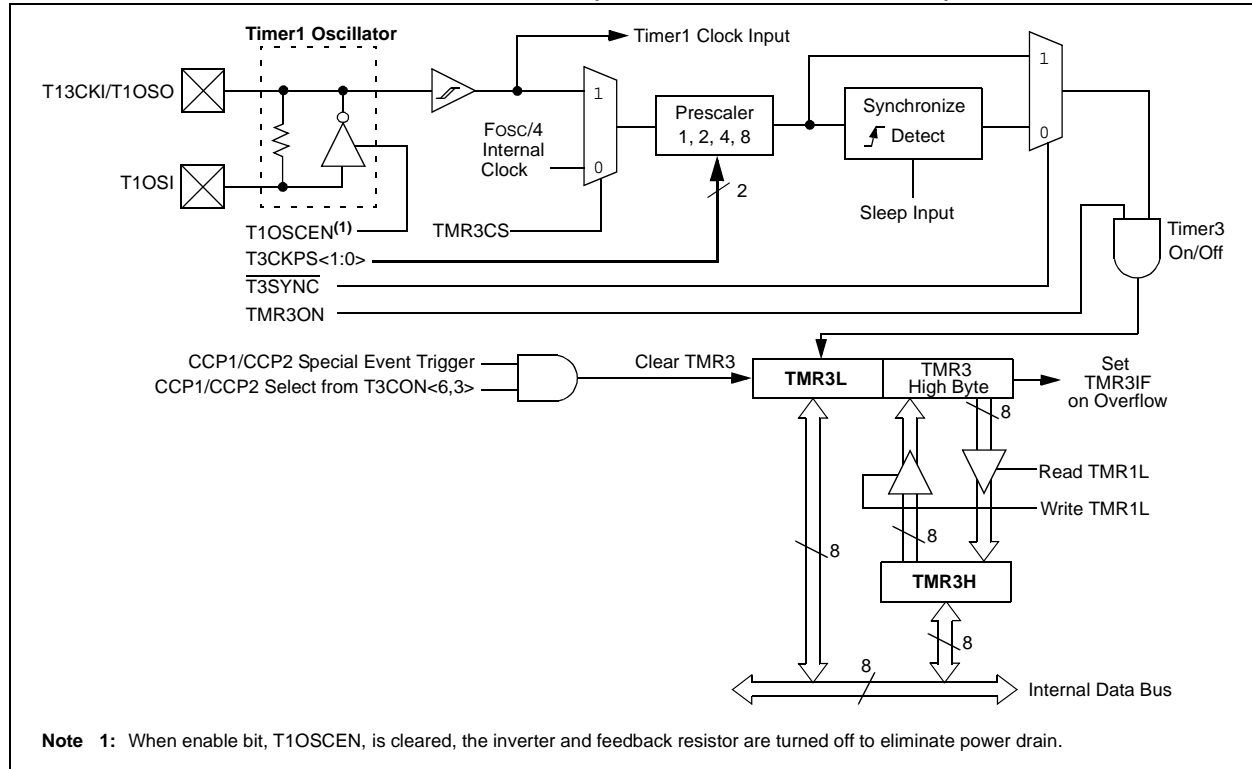 Timer1 Oscillator
Timer1 Clock Input
T13CKI/T1OSO
T1OSI
1
0
FOSC/4
Internal
Clock
Prescaler
1, 2, 4, 8
2
Synchronize
Detect
1
0
Sleep Input
T1OSCEN(1)
TMR3CS
T3CKPS<1:0>
T3SYNC
TMR3ON
Timer3
On/Off
CCP1/CCP2 Special Event Trigger
CCP1/CCP2 Select from T3CON<6,3>
Clear TMR3
TMR3L
TMR3
High Byte
Set
TMR3IF
on Overflow
8
Read TMR1L
Write TMR1L
8
8
TMR3H
8
8
Internal Data Bus
Note 1: When enable bit, T1OSCEN, is cleared, the inverter and feedback resistor are turned off to eliminate power drain.